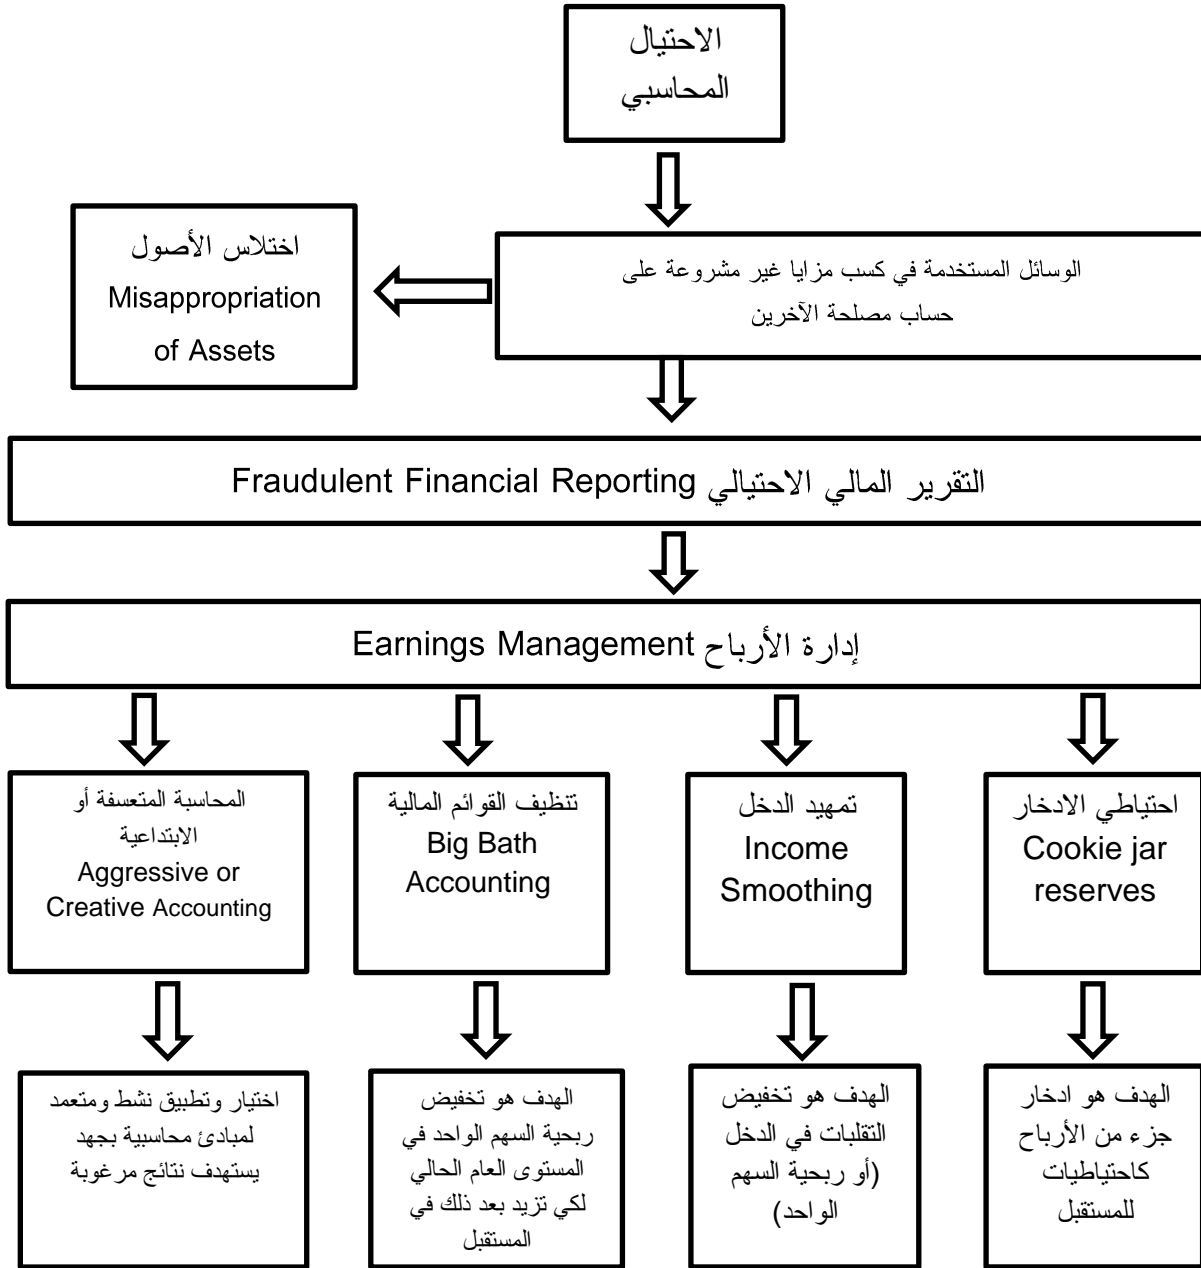 الاحتيال
المحاسبي
الوسائل المستخدمة في كسب مزايا غير مشروعة على
حساب مصلحة الآخرين
اختلاس الأصول
Misappropriation
of Assets
التقرير المالي الاحتيالي Fraudulent Financial Reporting
إدارة الأرباح Earnings Management
احتياطي الادخار
Cookie jar
reserves
تمهيد الدخل
Income
Smoothing
تنظيف القوائم المالية
Big Bath
Accounting
المحاسبة المتعسفة أو
الابتداعية
Aggressive or
Creative Accounting
الهدف هو ادخار
جزء من الأرباح
كاحتياطيات
للمستقبل
الهدف هو تخفيض
التقلبات في الدخل
(أو ربحية السهم
الواحد)
الهدف هو تخفيض
ربحية السهم الواحد في
المستوى العام الحالي
لكي تزيد بعد ذلك في
المستقبل
اختيار وتطبيق نشط ومتعمد
لمبادئ محاسبية بجهد
يستهدف نتائج مرغوبة